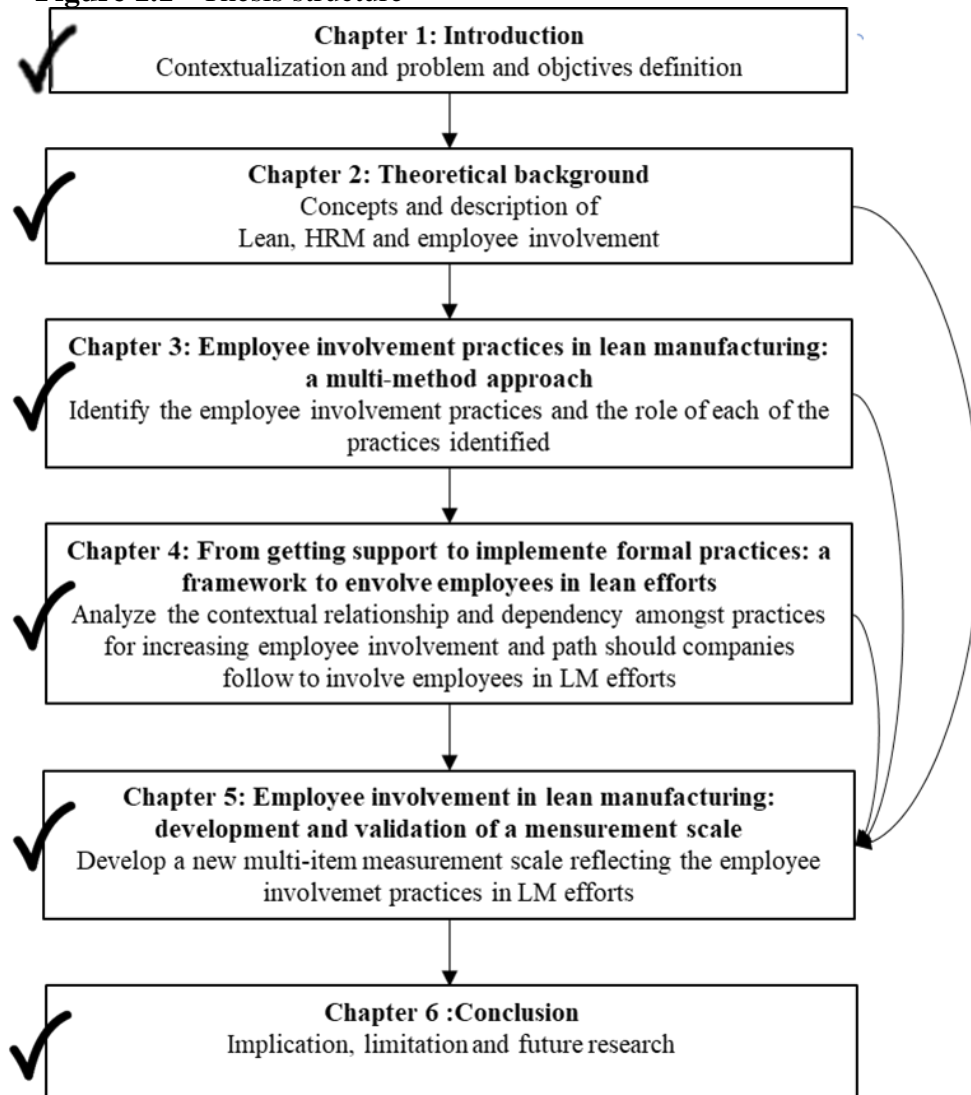 Figure Thesis structure
Chapter 1: Introduction
Contextualization and problem and objctives definition
Chapter 2: Theoretical background
Concepts and description of
Lean, HRM and employee involvement
Chapter 3: Employee involvement practices in lean manufacturing:
a multi-method approach
Identify the employee involvement practices and the role of each of the
practices identified
Chapter 4: From getting support to implemente formal practices: a
framework to envolve employees in lean efforts
Analyze the contextual relationship and dependency amongst practices
for increasing employee involvement and path should companies
follow to involve employees in LM efforts
Chapter 5: Employee involvement in lean manufacturing:
development and validation of a mensurement scale
Develop a new multi-item measurement scale reflecting the employee
involvemet practices in LM efforts
Chapter 6 :Conclusion
Implication, limitation and future research